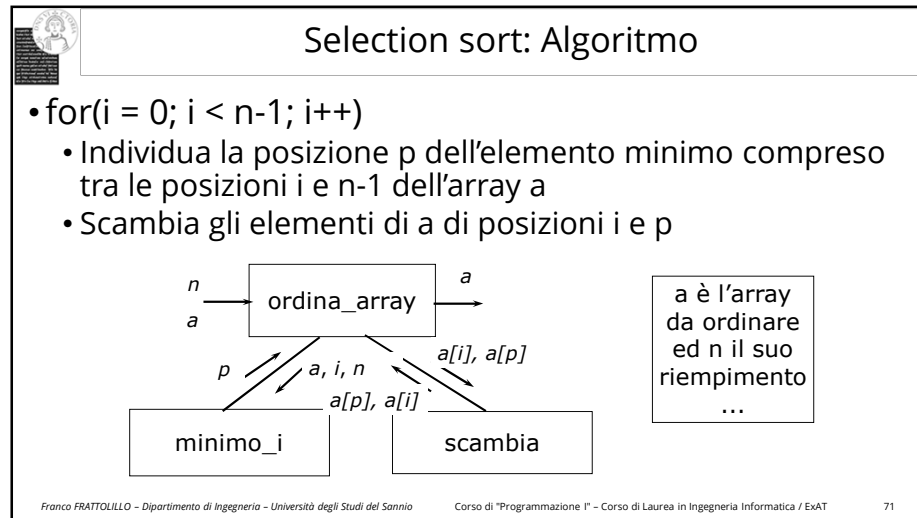 Selection sort: Algoritmo
• for(i = 0; i < n-1; i++)
• Individua la posizione p dell'elemento minimo compreso
tra le posizioni i e n-1 dell'array a
• Scambia gli elementi di a di posizioni i e p
n
a
ordina_array
a
a è l'array
da ordinare
ed n il suo
riempimento
...
p
a, i, n
a[i], a[p]
a[p], a[i]
minimo_i
scambia
Franco FRATTOLILLO – Dipartimento di Ingegneria – Università degli Studi del Sannio
Corso di "Programmazione I" – Corso di Laurea in Ingegneria Informatica / ExAT
71